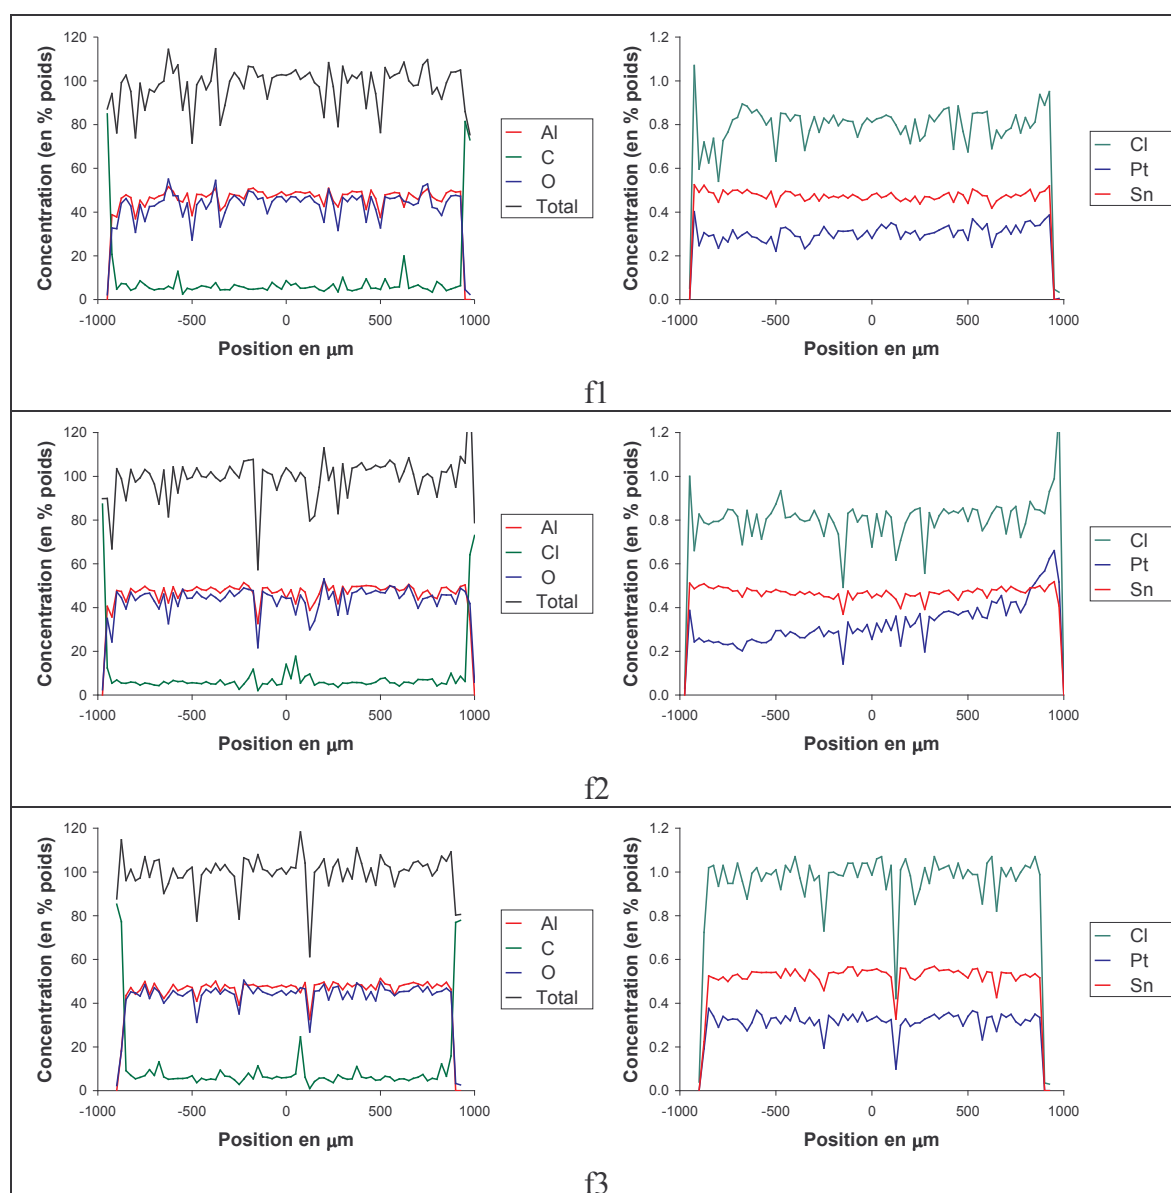 Concentration (en % poids)
120
100
80
60
40
20
0
-1000 -500 0 500 1000
Position en µm
Al
C
O
Total
Concentration (en % poids)
1.2
1.0
0.8
0.6
0.4
0.2
0.0
-1000 -500 0 500 1000
Position en µm
Cl
Pt
Sn
f1
Concentration (en % poids)
120
100
80
60
40
20
0
-1000 -500 0 500 1000
Position en µm
Al
Cl
O
Total
Concentration (en % poids)
1.2
1.0
0.8
0.6
0.4
0.2
0.0
-1000 -500 0 500 1000
Position en µm
Cl
Pt
Sn
f2
Concentration (en % poids)
120
100
80
60
40
20
0
-1000 -500 0 500 1000
Position en µm
Al
C
O
Total
Concentration (en % poids)
1.2
1.0
0.8
0.6
0.4
0.2
0.0
-1000 -500 0 500 1000
Position en µm
Cl
Pt
Sn
f3